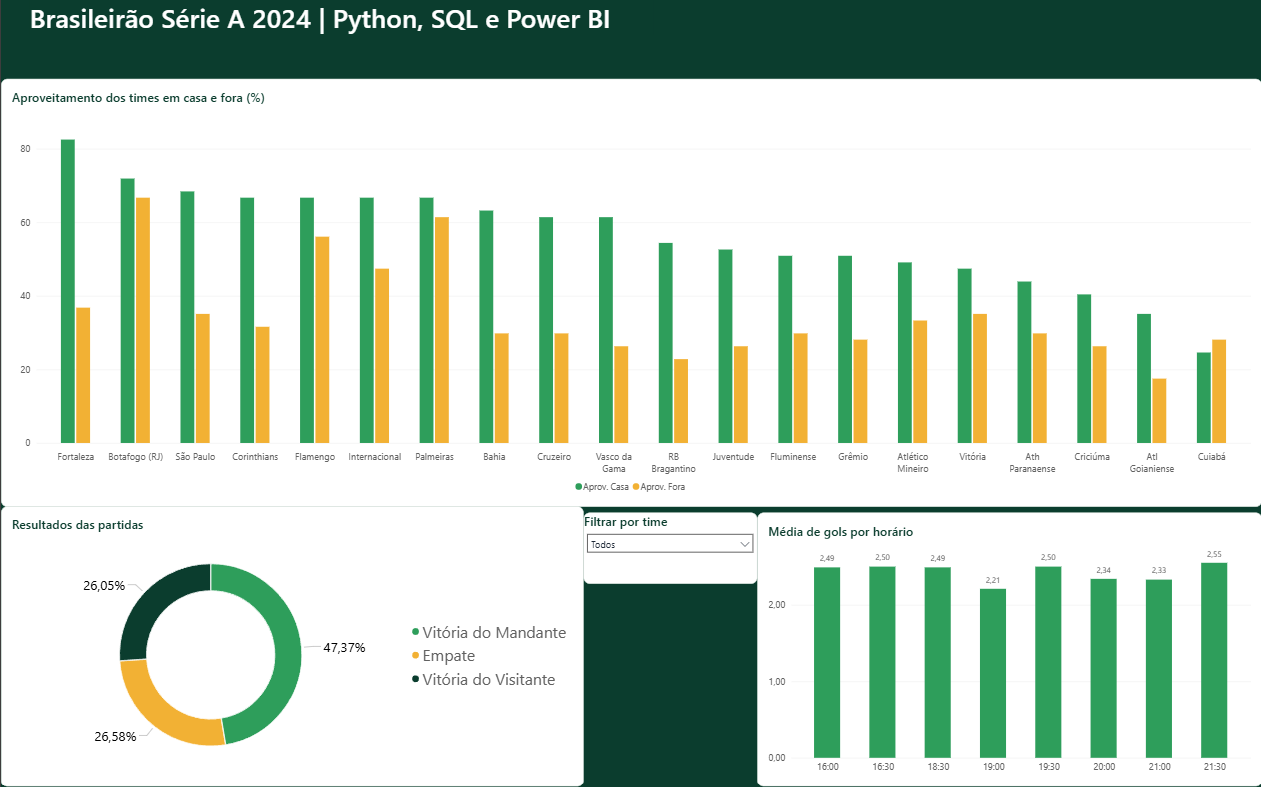 Brasileirão Série A 2024 | Python, SQL e Power BI
Aproveitamento dos times em casa e fora (%)
80
60
40
20
0
Fortaleza
Botafogo (RJ)
São Paulo
Corinthians
Flamengo
Internacional
Palmeiras
Bahia
Cruzeiro
Vasco da
Gama
RB
Bragantino
Juventude
Fluminense
Grêmio
Atlético
Mineiro
Vitória
Ath
Paranaense
Criciúma
Atl
Goianiense
Cuiabá
Aprov. Casa
Aprov. Fora
Resultados das partidas
26,05%
47,37%
26,58%
Vitória do Mandante
Empate
Vitória do Visitante
Filtrar por time
Todos
Média de gols por horário
2,49
2,50
2,49
2,21
2,50
2,34
2,33
2,55
2,00
1,00
0,00
16:00
16:30
18:30
19:00
19:30
20:00
21:00
21:30